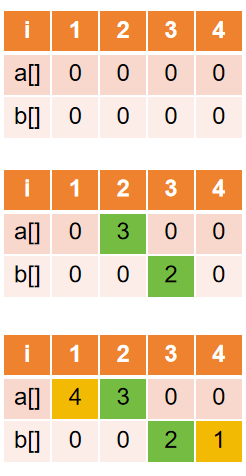 i 1 2 3 4
a[] 0 0 0 0
b[] 0 0 0 0
i 1 2 3 4
a[] 0 3 0 0
b[] 0 0 2 0
i 1 2 3 4
a[] 4 3 0 0
b[] 0 0 2 1